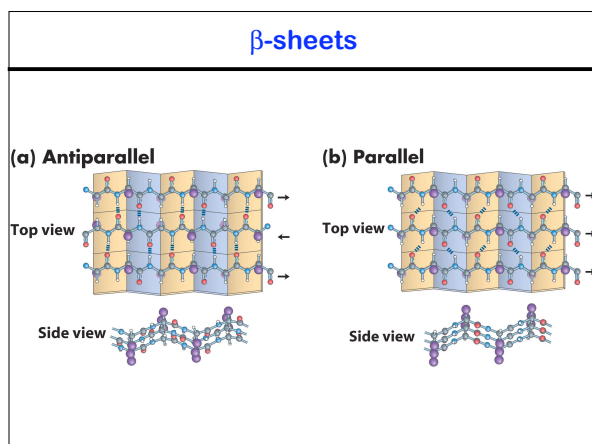 β-sheets
(a) Antiparallel
(b) Parallel
Top view
Top view
Side view
Side view